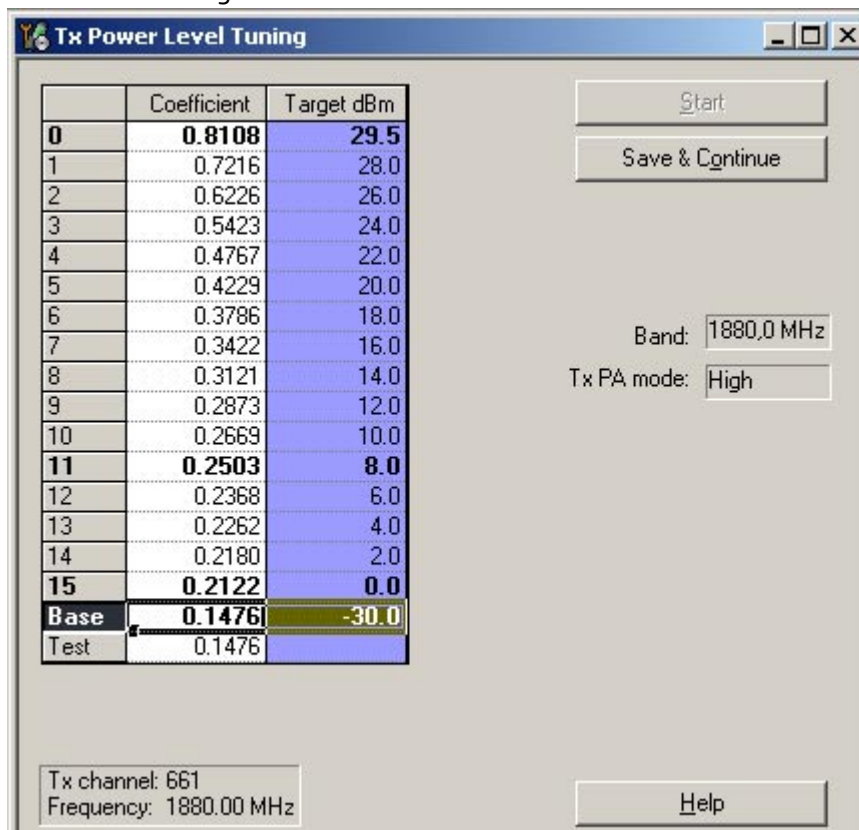 Tx Power Level Tuning
Coefficient Target dBm
0 0.8108 29.5
1 0.7216 28.0
2 0.6226 26.0
3 0.5423 24.0
4 0.4767 22.0
5 0.4229 20.0
6 0.3786 18.0
7 0.3422 16.0
8 0.3121 14.0
9 0.2873 12.0
10 0.2669 10.0
11 0.2503 8.0
12 0.2368 6.0
13 0.2262 4.0
14 0.2180 2.0
15 0.2122 0.0
Base 0.1476 -30.0
Test 0.1476
Start
Save & Continue
Band: 1880,0 MHz
Tx PA mode: High
Tx channel: 661
Frequency: 1880.00 MHz
Help